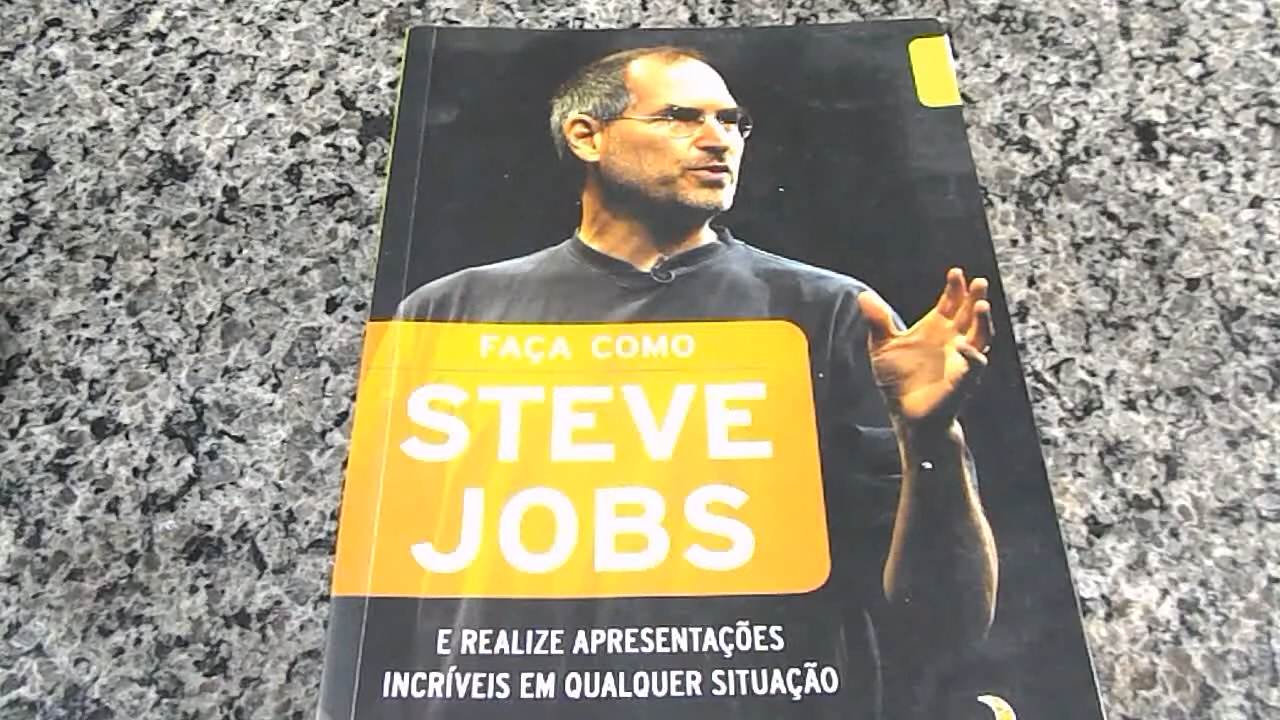 FAÇA COMO
STEVE
JOBS
E REALIZE APRESENTAÇÕES
INCRÍVEIS EM QUALQUER SITUAÇÃO